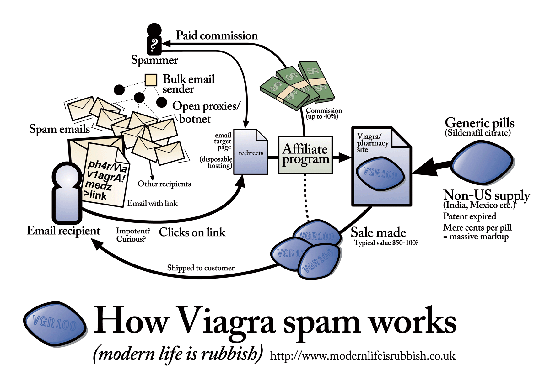 Paid commission
Spammer
Bulk email
sender
Open proxies/
botnet
Spam emails
Commission
(up to 40%)
email
target
page
(disposable
hosting)
redirects
Affiliate
program
Viagra/
pharmacy
site
Generic pills
(Sildenafil citrate)
ph4rMa
v1agrA!
medz
>link
Other recipients
Email with link
Email recipient
Impotent?
Curious?
Clicks on link
Non-US supply
(India, Mexico etc.)
Patent expired
Mere cents per pill
= massive markup
Sale made
Shipped to customer
VGR100
How Viagra spam works
(modern life is rubbish) http://www.modernlifeisrubbish.co.uk